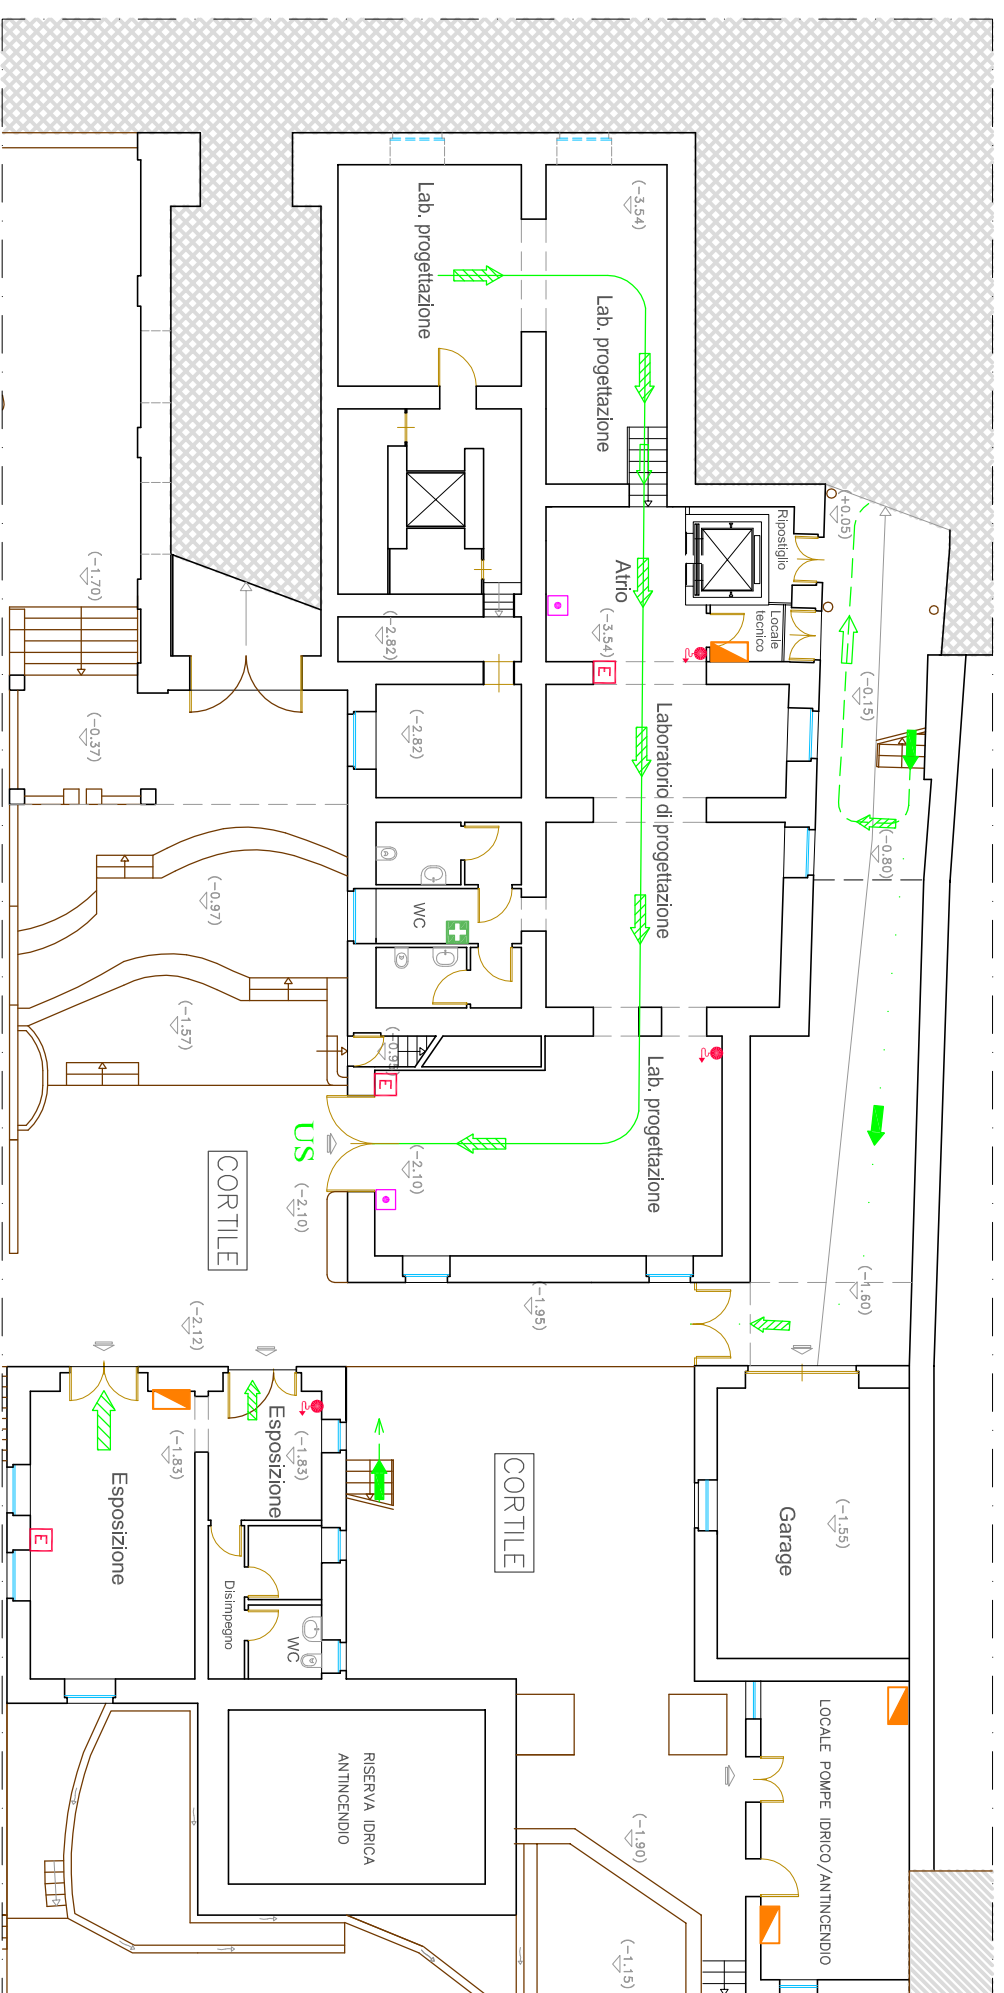 Lab. progettazione
(-3.54)
Lab. progettazione
(+0.05)
Ripostiglio
Atrio
Locale
tecnico
(-3.54)
E
(-1.70)
(-2.82)
(-0.15)
(-0.37)
(-2.82)
Laboratorio di progettazione
(-0.80)
(-0.97)
WC
(-1.57)
E
Lab. progettazione
US
(-2.10)
(-2.10)
CORTILE
(-1.60)
(-1.95)
(-2.12)
Esposizione
(-1.83)
(-1.83)
Esposizione
E
CORTILE
Garage
(-1.55)
Disimpegno
WC
RISERVA IDRICA
ANTINCENDIO
LOCALE POMPE IDRICO/ANTINCENDIO
(-1.90)
(-1.15)